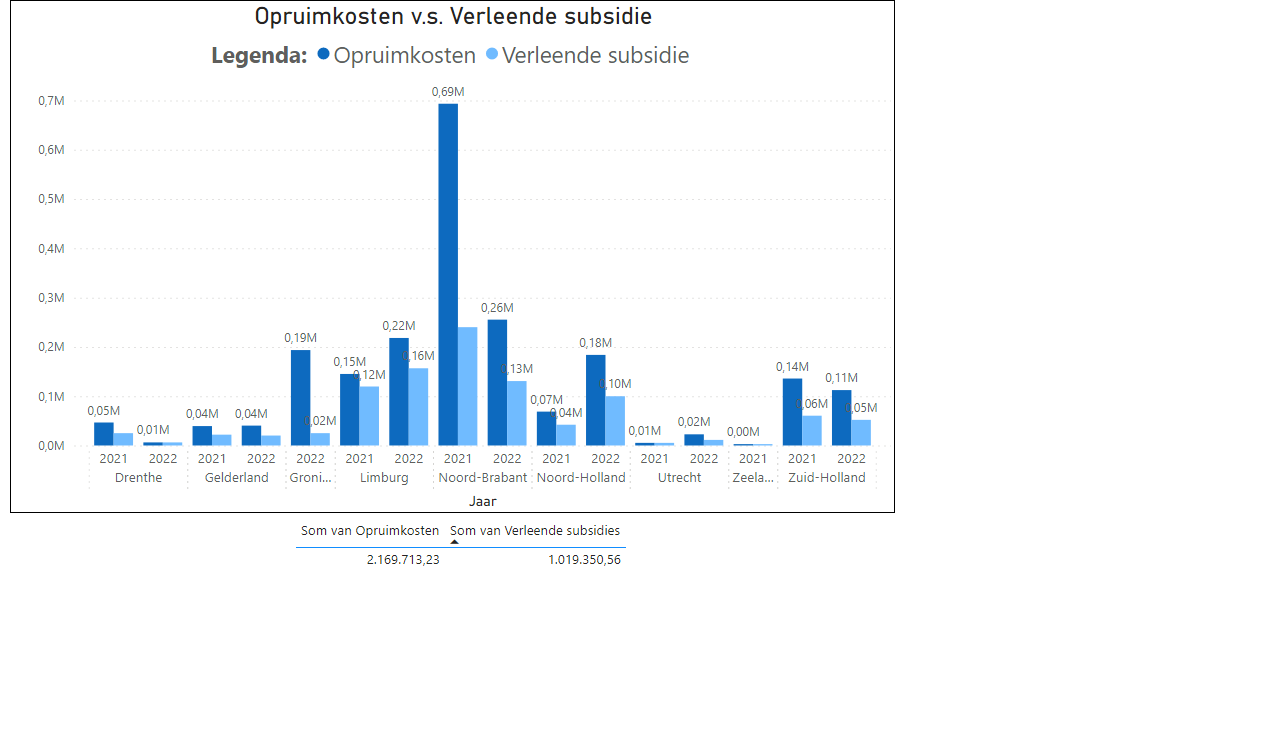 Opruimkosten v.s. Verleende subsidie
Legenda: Opruimkosten Verleende subsidie
0,7M
0,6M
0,5M
0,4M
0,3M
0,2M
0,1M
0,0M
0,05M
0,01M
0,04M
0,04M
0,19M
0,02M
0,15M
0,12M
0,22M
0,16M
0,69M
0,26M
0,13M
0,07M
0,04M
0,18M
0,10M
0,01M
0,02M
0,00M
0,14M
0,06M
0,11M
0,05M
2021 2022 2021 2022 2022 2021 2022 2021 2022 2021 2022 2021 2022 2021 2021 2022
Drenthe Gelderland Groni... Limburg Noord-Brabant Noord-Holland Utrecht Zeela... Zuid-Holland
Jaar
Som van Opruimkosten Som van Verleende subsidies
2.169.713,23 1.019.350,56